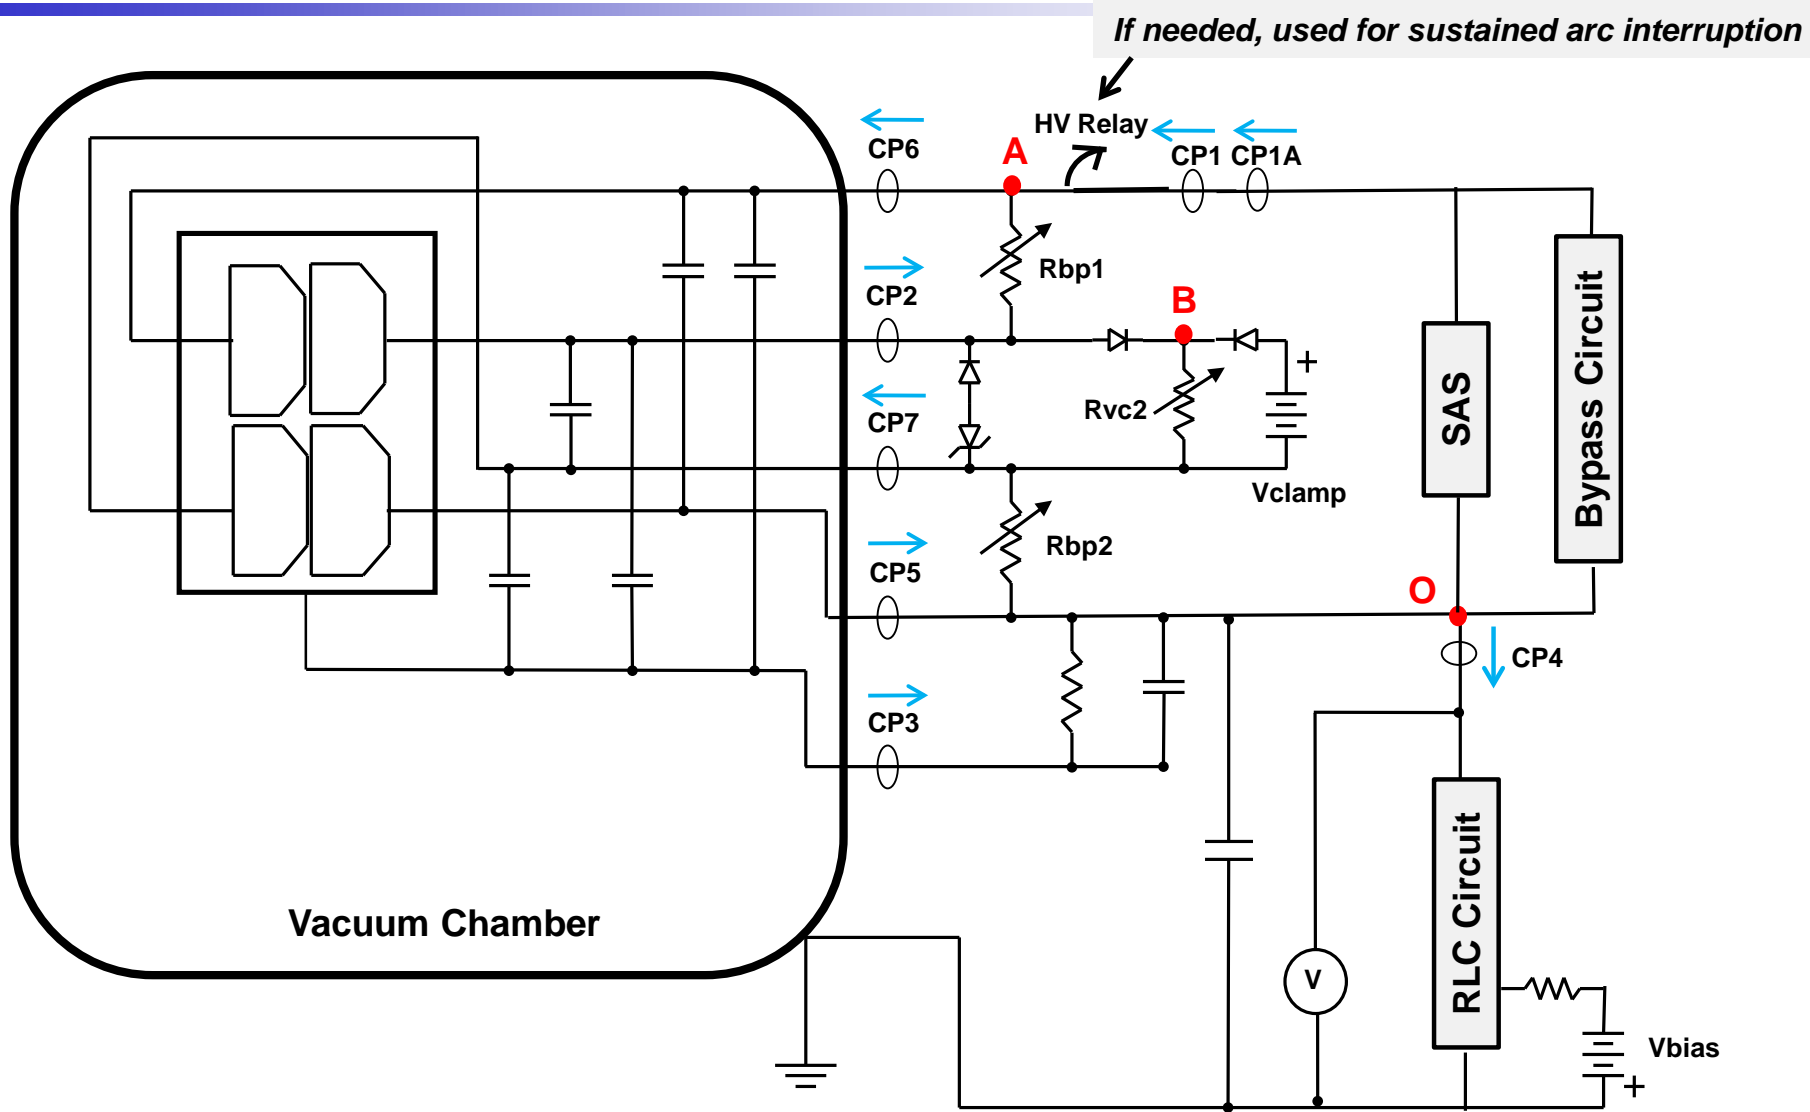 If needed, used for sustained arc interruption
HV Relay
CP6
A
CP1
CP1A
Rbp1
CP2
B
CP7
Rvc2
+
Vclamp
SAS
Bypass Circuit
Rbp2
CP5
O
CP4
CP3
Vacuum Chamber
V
RLC Circuit
Vbias
+